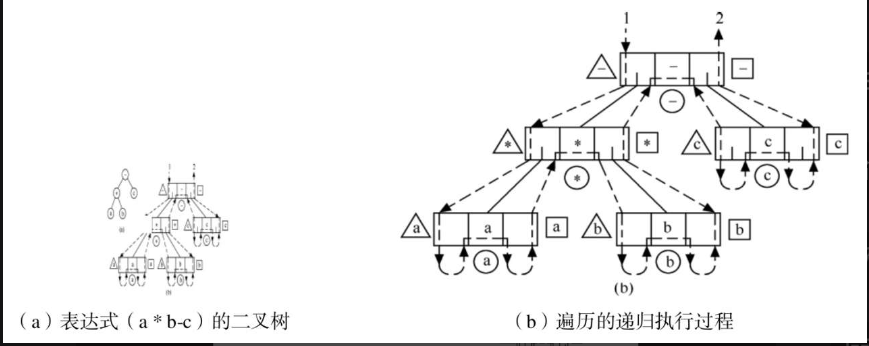 1 2
− − −
−
* * * c c c
* c
a a a b b b
a b
(b)
（a）表达式（a * b-c）的二叉树
（b）遍历的递归执行过程